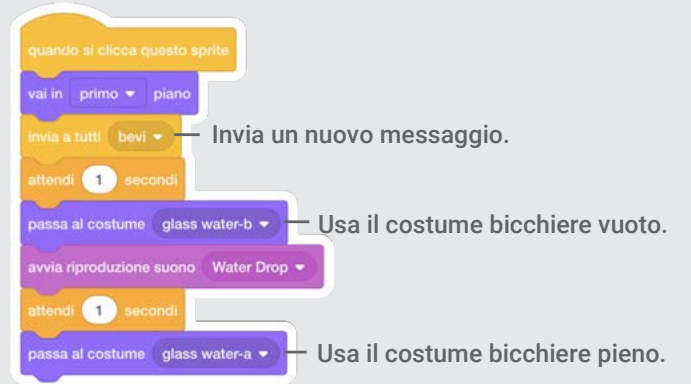 quando si clicca questo sprite
vai in primo piano
invia a tutti bevi
Invia un nuovo messaggio.
attendi 1 secondi
passa al costume glass water-b
Usa il costume bicchiere vuoto.
avvia riproduzione suono Water Drop
attendi 1 secondi
passa al costume glass water-a
Usa il costume bicchiere pieno.